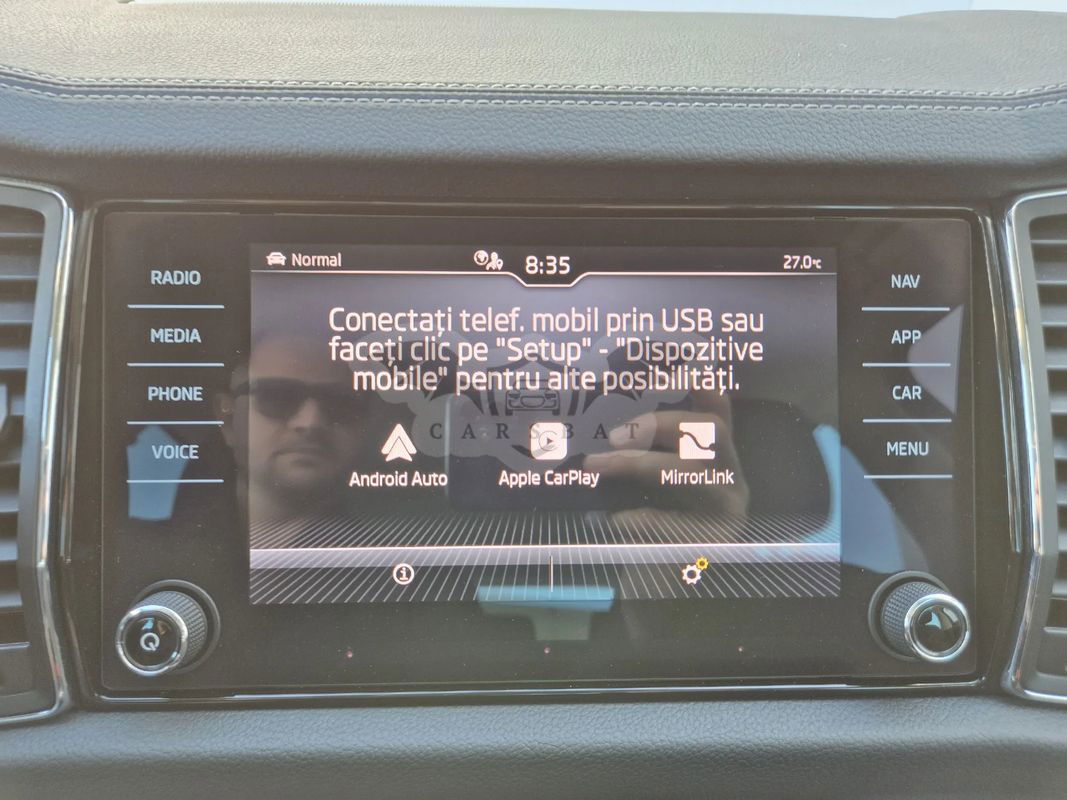 Normal
8:35
27.0°C
RADIO
MEDIA
PHONE
VOICE
Conectați telef. mobil prin USB sau
faceți clic pe "Setup" - "Dispozitive
mobile" pentru alte posibilități.
CARSBAT
Android Auto
Apple CarPlay
MirrorLink
NAV
APP
CAR
MENU